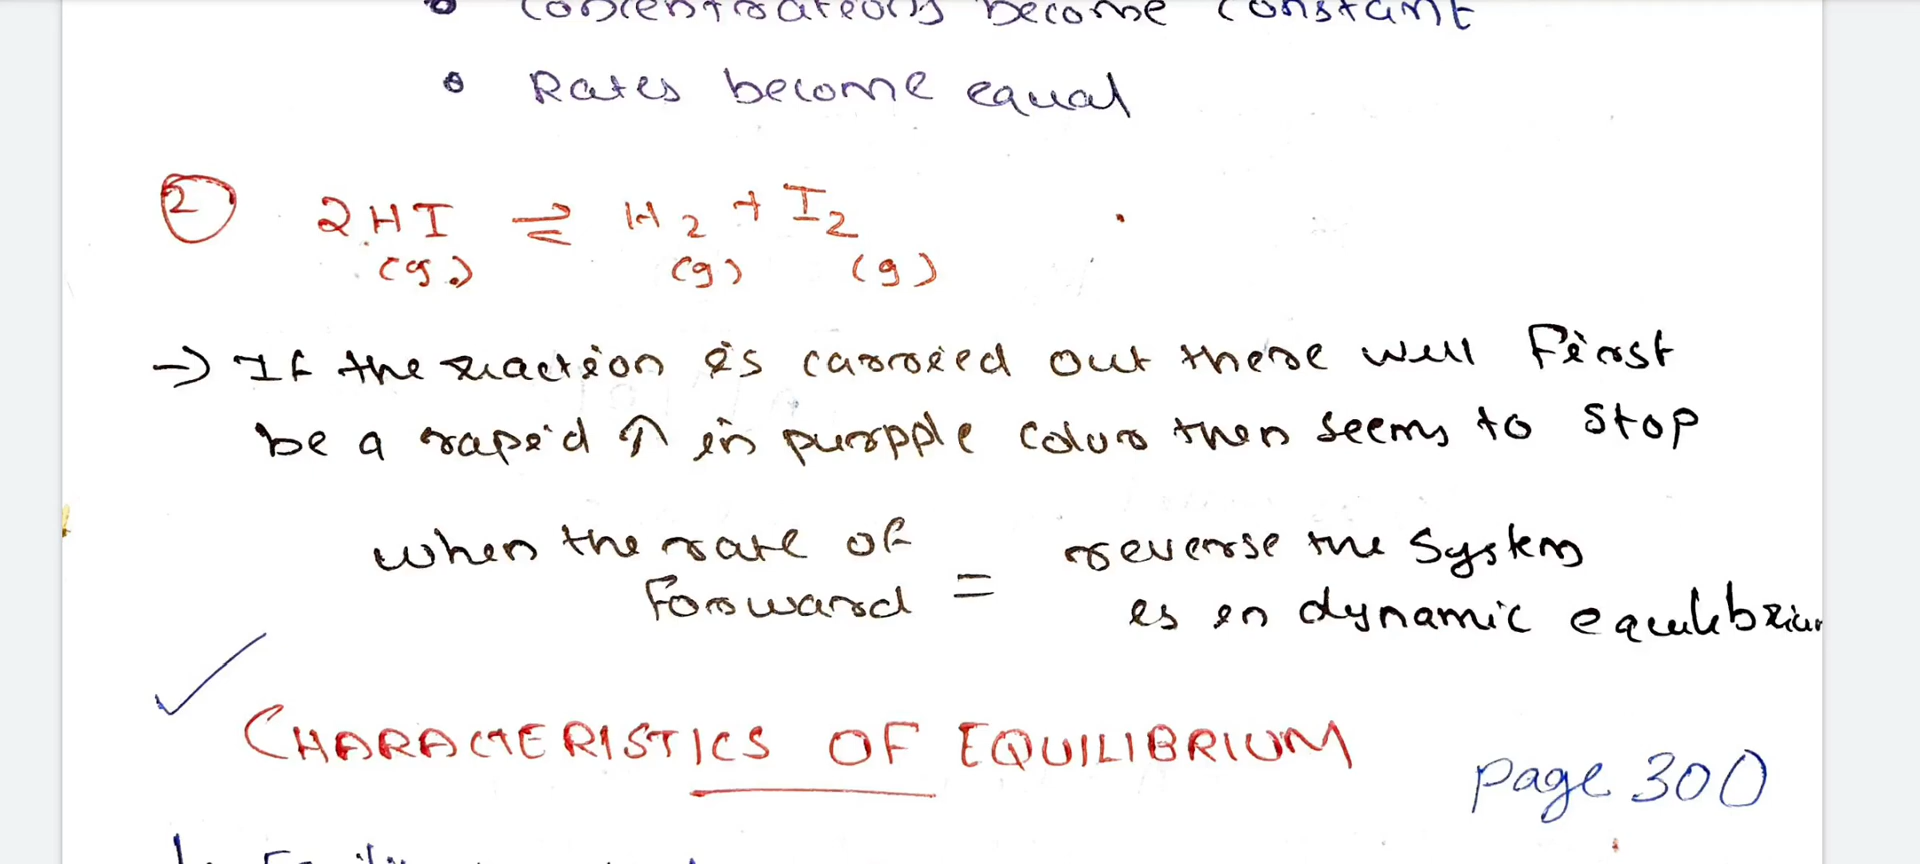 • Concentrations become constant
• Rates become equal
② 2HI ⇌ H2 + I2
(g) (g) (g)
→ If the reaction is carried out there will first
be a rapid ↑ in purpple colour then seems to stop
when the rate of reverse the system
forward = is in dynamic equilibrium
CHARACTERISTICS OF EQUILIBRIUM
page 300